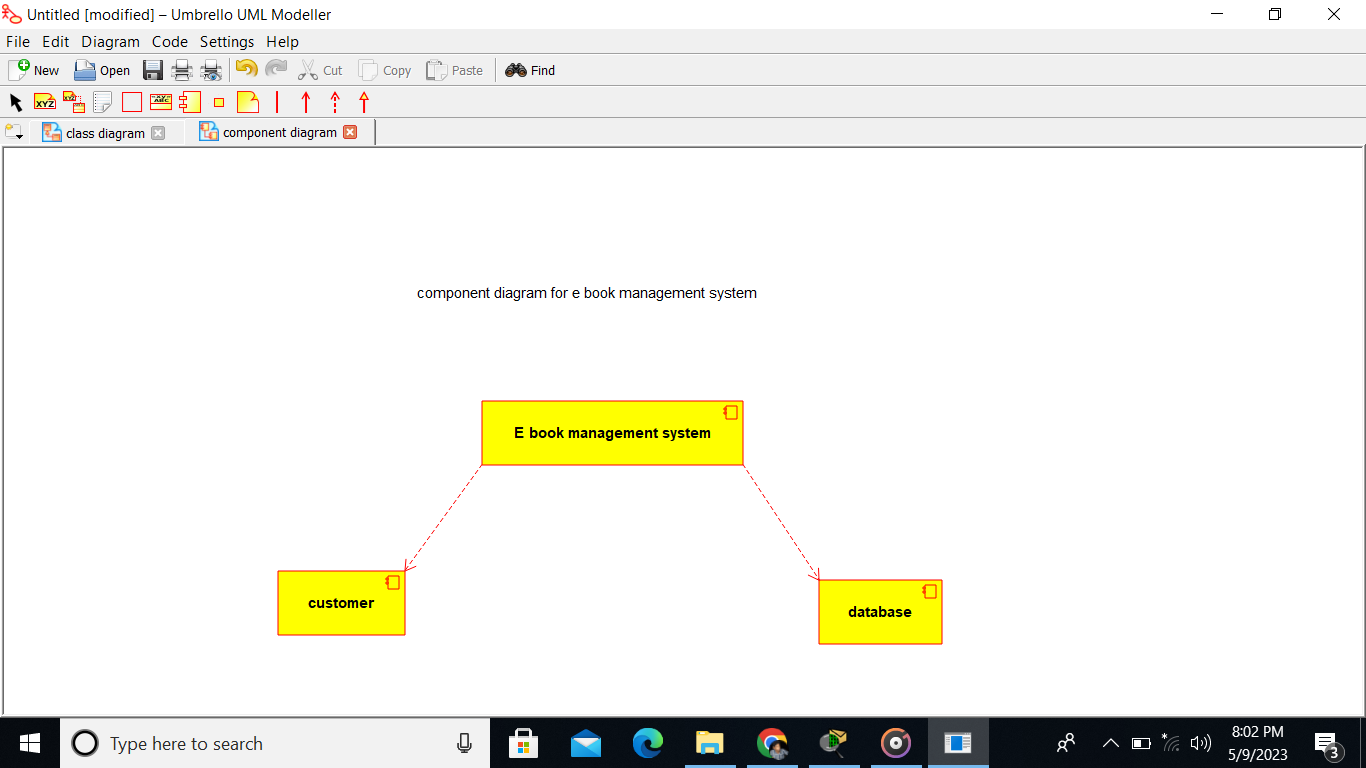 Untitled [modified] – Umbrello UML Modeller
File Edit Diagram Code Settings Help
New Open Cut Copy Paste Find
class diagram component diagram
component diagram for e book management system
E book management system
customer
database
Type here to search
8:02 PM
5/9/2023
3